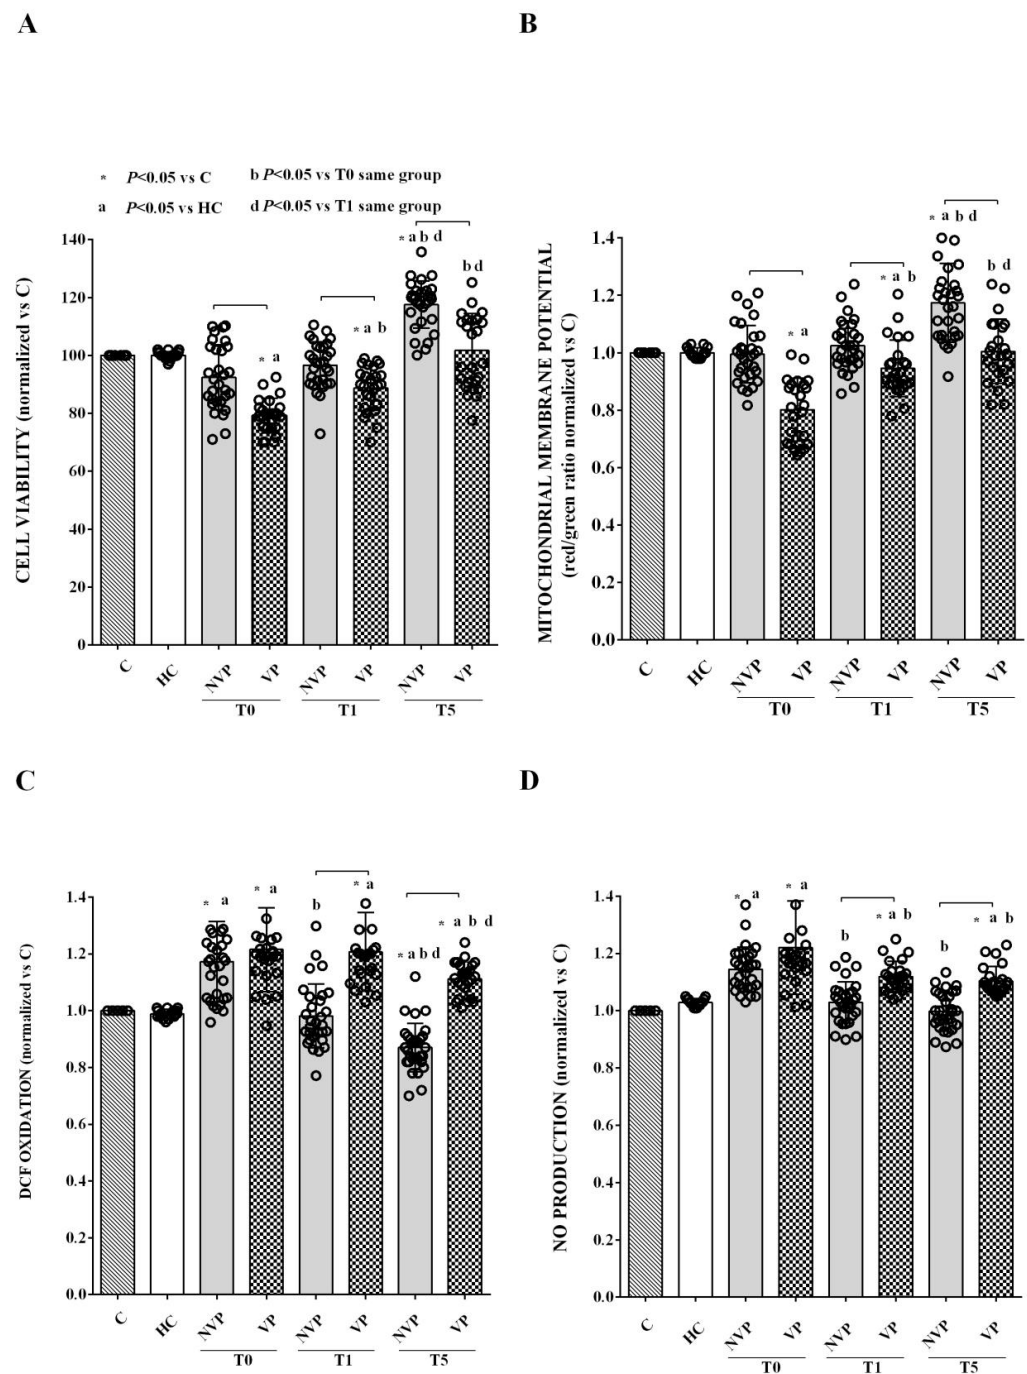 A
B
* P<0.05 vs C b P<0.05 vs T0 same group
a P<0.05 vs HC d P<0.05 vs T1 same group
CELL VIABILITY (normalized vs C)
140
120
100
80
60
40
20
0
* a
* a b
* a b d
b d
C HC NVP VP NVP VP NVP VP
T0 T1 T5
MITOCHONDRIAL MEMBRANE POTENTIAL
(red/green ratio normalized vs C)
1.4
1.2
1.0
0.8
0.6
0.4
0.2
0.0
* a
* a b
* a b d
b d
C HC NVP VP NVP VP NVP VP
T0 T1 T5
C
D
DCF OXIDATION (normalized vs C)
1.4
1.2
1.0
0.8
0.6
0.4
0.2
0.0
* a
* a
b
* a
* a b d
* a b d
C HC NVP VP NVP VP NVP VP
T0 T1 T5
NO PRODUCTION (normalized vs C)
1.4
1.2
1.0
0.8
0.6
0.4
0.2
0.0
* a
* a
b
* a b
b
* a b
C HC NVP VP NVP VP NVP VP
T0 T1 T5